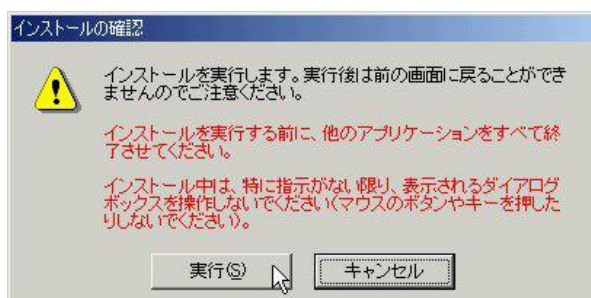 インストールの確認
インストールを実行します。実行後は前の画面に戻ることができ
ませんのでご注意ください。
インストールを実行する前に、他のアプリケーションをすべて終
了させてください。
インストール中は、特に指示がない限り、表示されるダイアログ
ボックスを操作しないでください(マウスのボタンやキーを押した
りしないでください)。
実行(S) キャンセル